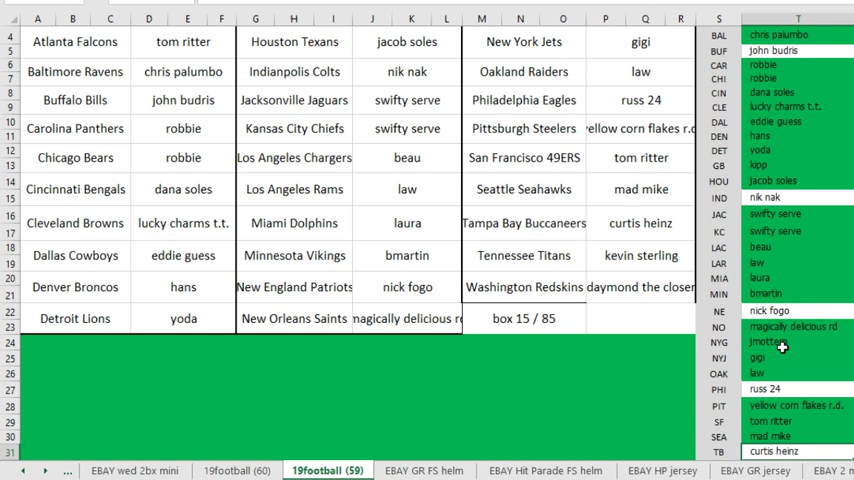 A B C D E F G H I J K L M N O P Q R S T
4 Atlanta Falcons tom ritter Houston Texans jacob soles New York Jets gigi BAL chris palumbo
5 BUF john budris
6 Baltimore Ravens chris palumbo Indianpolis Colts nik nak Oakland Raiders law CAR robbie
7 CHI robbie
8 Buffalo Bills john budris Jacksonville Jaguars swifty serve Philadelphia Eagles russ 24 CIN dana soles
9 CLE lucky charms t.t.
10 Carolina Panthers robbie Kansas City Chiefs swifty serve Pittsburgh Steelers yellow corn flakes r.d DAL eddie guess
11 DEN hans
12 Chicago Bears robbie Los Angeles Chargers beau San Francisco 49ERS tom ritter DET yoda
13 GB kipp
14 Cincinnati Bengals dana soles Los Angeles Rams law Seattle Seahawks mad mike HOU jacob soles
15 IND nik nak
16 Cleveland Browns lucky charms t.t. Miami Dolphins laura Tampa Bay Buccaneers curtis heinz JAC swifty serve
17 KC swifty serve
18 Dallas Cowboys eddie guess Minnesota Vikings bmartin Tennessee Titans kevin sterling LAC beau
19 LAR law
20 Denver Broncos hans New England Patriots nick fogo Washington Redskins daymond the closer MIA laura
21 MIN bmartin
22 Detroit Lions yoda New Orleans Saints magically delicious rd box 15 / 85 NE nick fogo
23 NO magically delicious rd
24 NYG jmotters
25 NYJ gigi
26 OAK law
27 PHI russ 24
28 PIT yellow corn flakes r.d.
29 SF tom ritter
30 SEA mad mike
31 TB curtis heinz
... EBAY wed 2bx mini 19football (60) 19football (59) EBAY GR FS helm EBAY Hit Parade FS helm EBAY HP jersey EBAY GR jersey EBAY 2 m